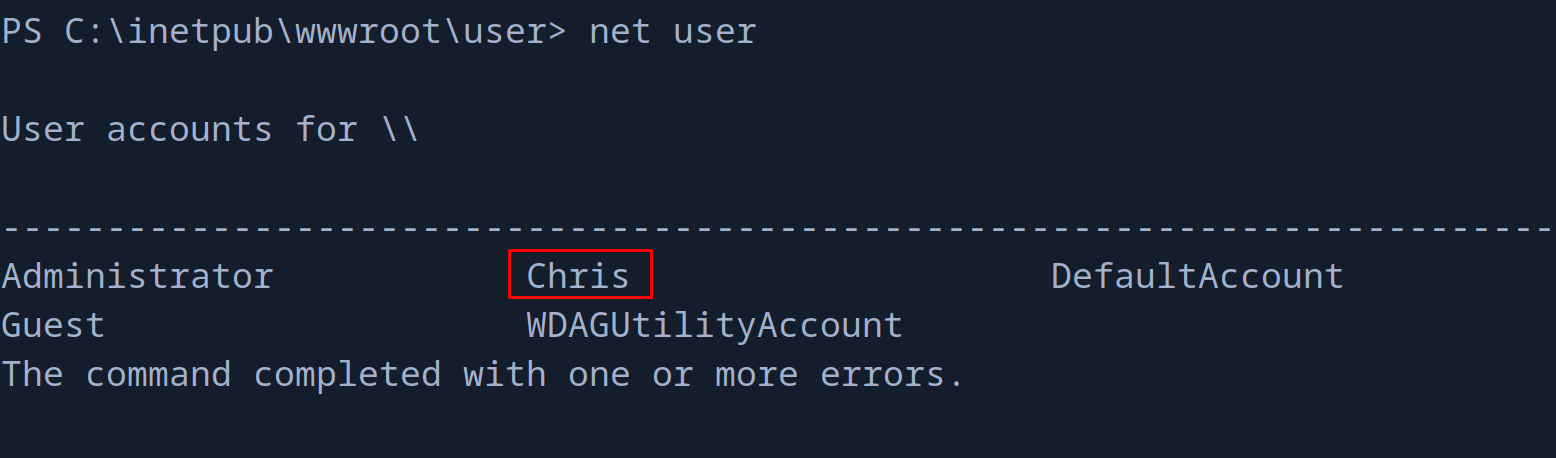 PS C:\inetpub\wwwroot\user> net user
User accounts for \\
-------------------------------------------------------------------------------
Administrator            Chris                    DefaultAccount
Guest                    WDAGUtilityAccount
The command completed with one or more errors.